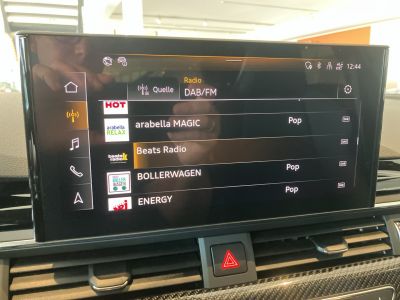 12:44
Radio
Quelle
DAB/FM
HOT
arabella RELAX
arabella MAGIC
Pop
Beats Radio
BOLLERWAGEN
Pop
ENERGY
Pop